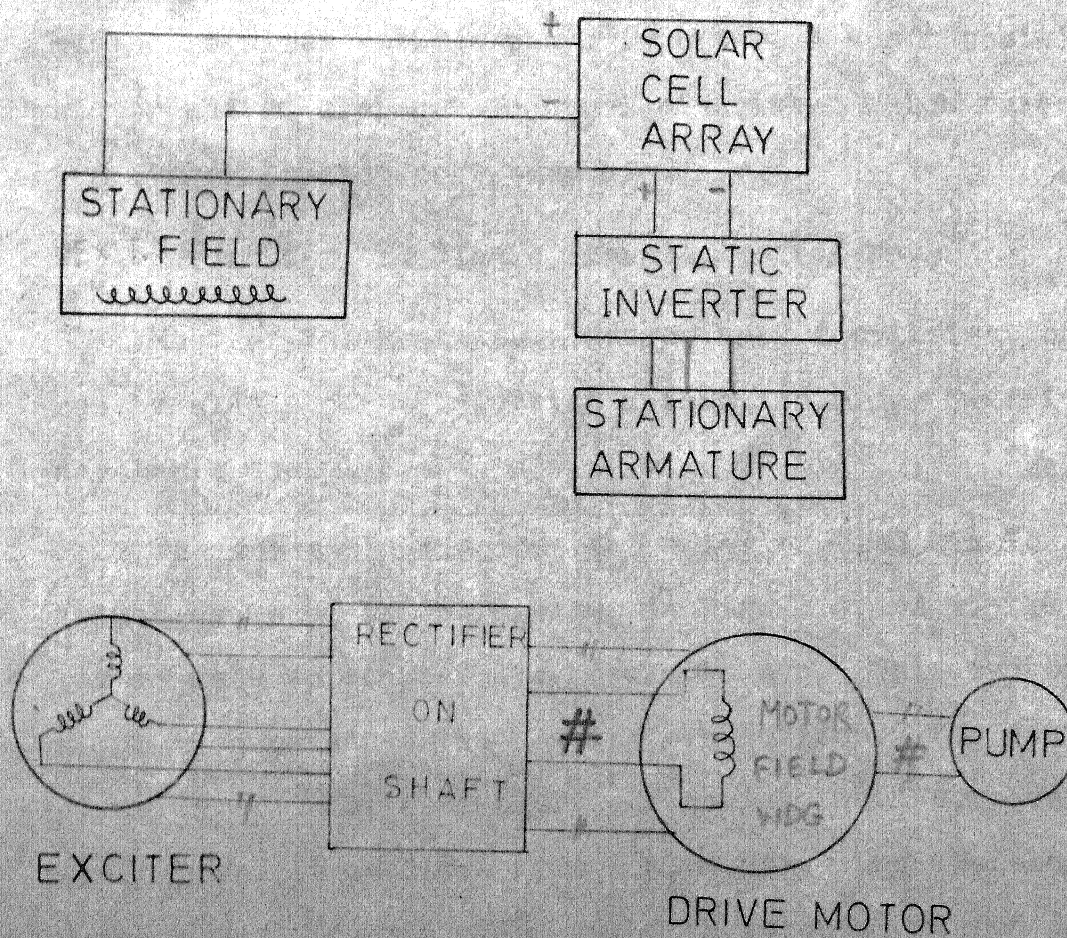 +
SOLAR
CELL
ARRAY
-
+ -
STATIONARY
FIELD
STATIC
INVERTER
STATIONARY
ARMATURE
RECTIFIER
ON
SHAFT
#
MOTOR
FIELD
WDG
#
PUMP
EXCITER
DRIVE MOTOR